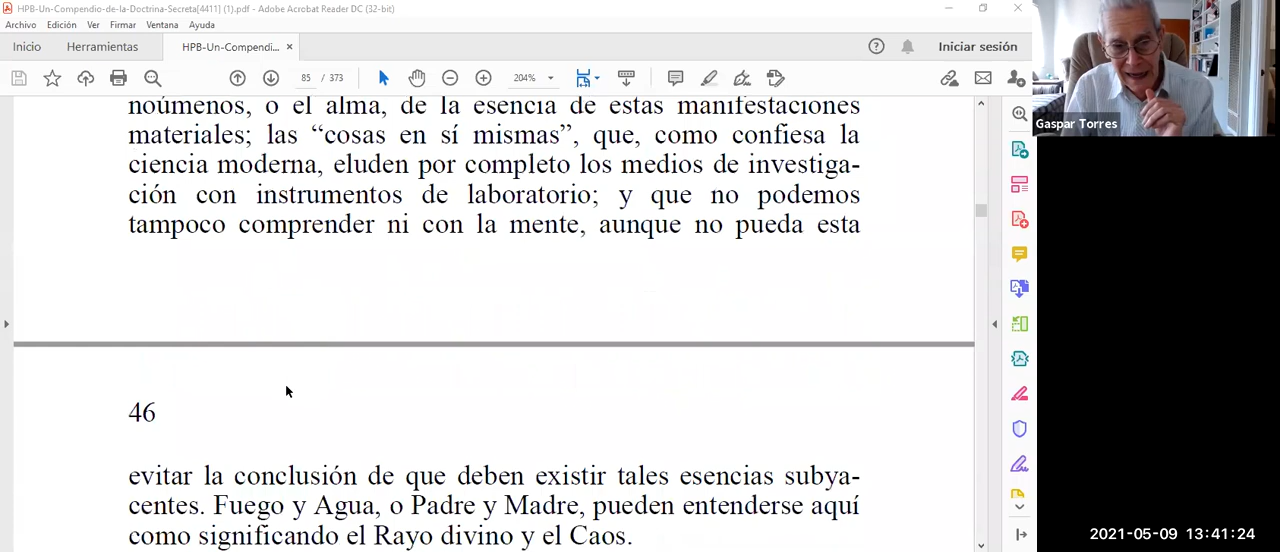 HPB-Un-Compendio-de-la-Doctrina-Secreta[4411] (1).pdf - Adobe Acrobat Reader DC (32-bit)
Archivo Edición Ver Firmar Ventana Ayuda
Inicio Herramientas HPB-Un-Compendi... × Iniciar sesión
85 / 373 204%
noúmenos, o el alma, de la esencia de estas manifestaciones
materiales; las “cosas en sí mismas”, que, como confiesa la
ciencia moderna, eluden por completo los medios de investiga-
ción con instrumentos de laboratorio; y que no podemos
tampoco comprender ni con la mente, aunque no pueda esta
46
evitar la conclusión de que deben existir tales esencias subya-
centes. Fuego y Agua, o Padre y Madre, pueden entenderse aquí
como significando el Rayo divino y el Caos.
Gaspar Torres
2021-05-09 13:41:24